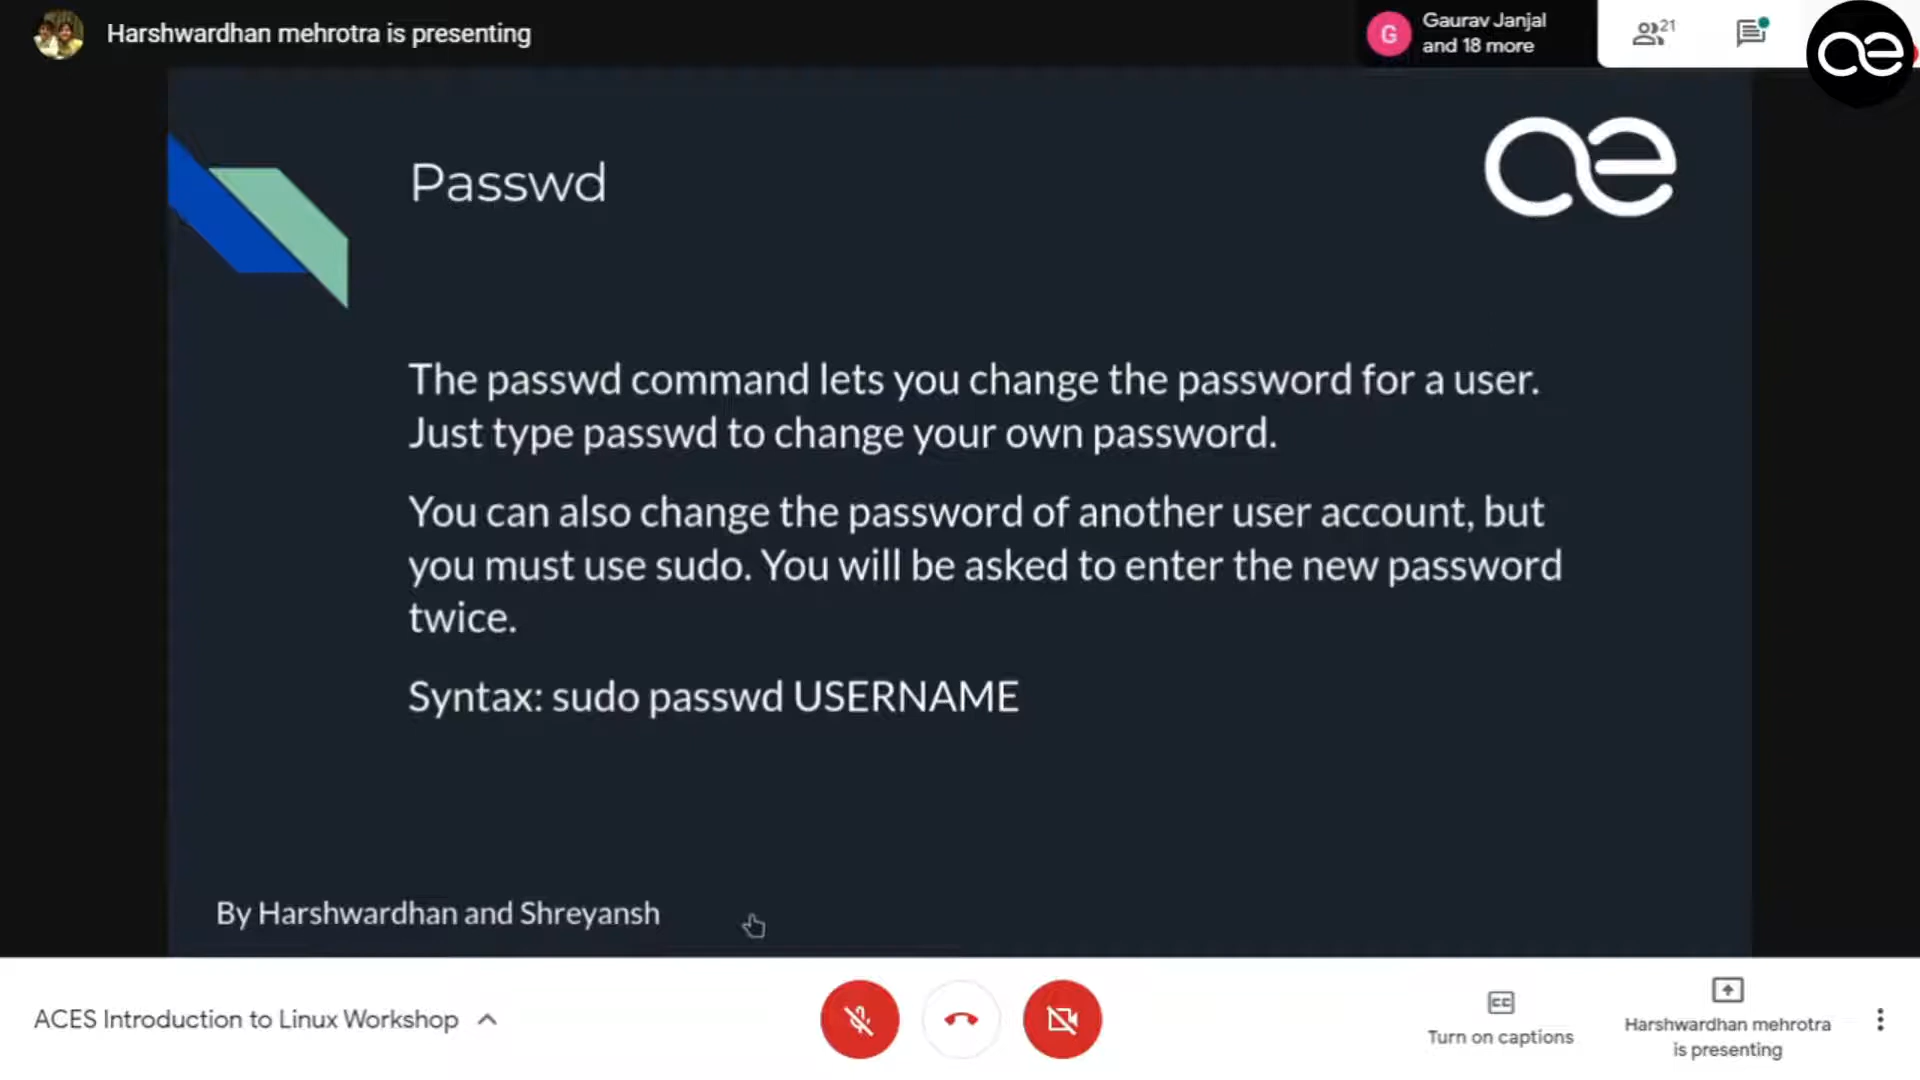 Harshwardhan mehrotra is presenting
G
Gaurav Janjal
and 18 more
21
ae
Passwd
ae
The passwd command lets you change the password for a user.
Just type passwd to change your own password.
You can also change the password of another user account, but
you must use sudo. You will be asked to enter the new password
twice.
Syntax: sudo passwd USERNAME
By Harshwardhan and Shreyansh
ACES Introduction to Linux Workshop
CC
Turn on captions
Harshwardhan mehrotra
is presenting